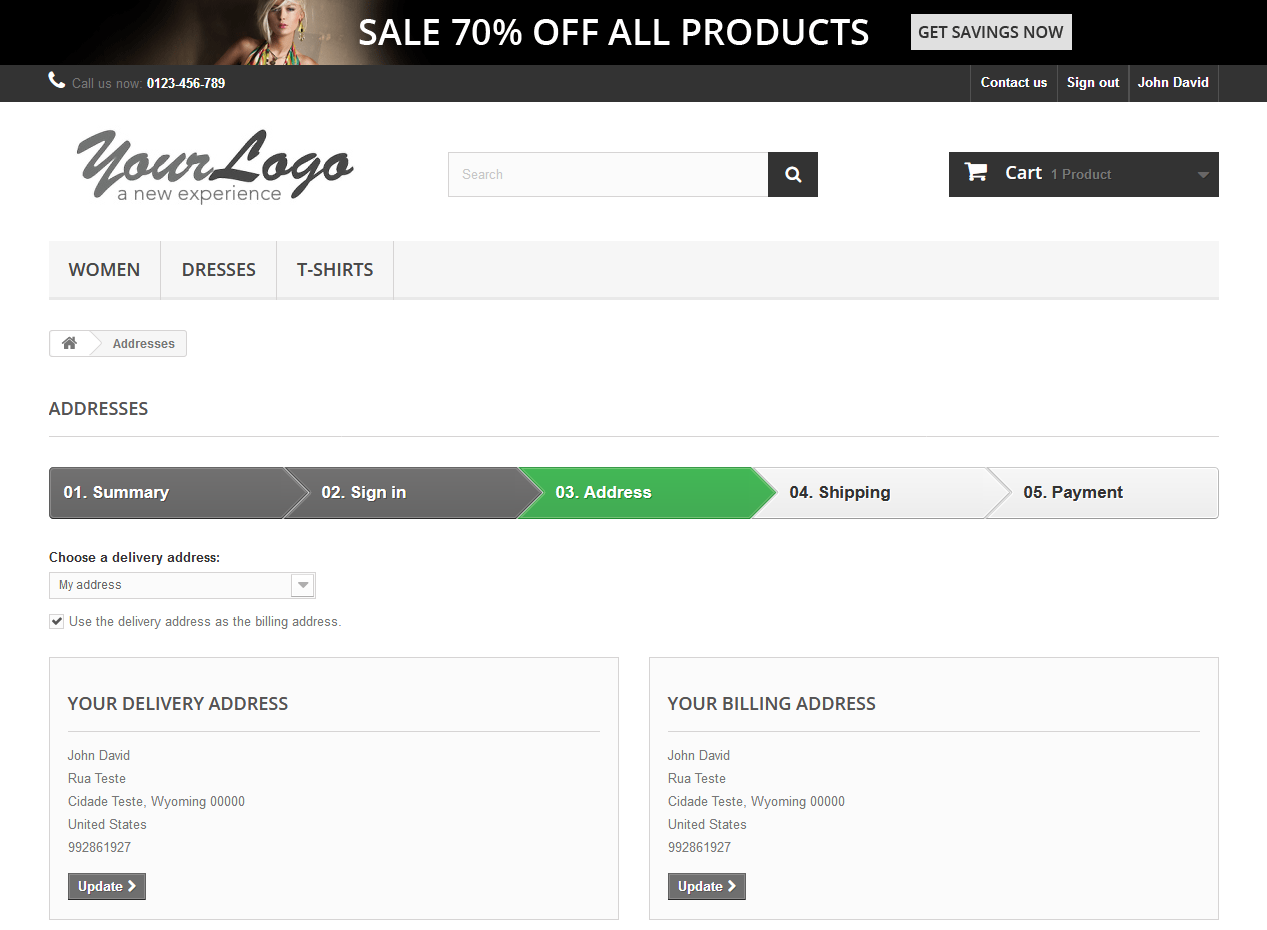 SALE 70% OFF ALL PRODUCTS GET SAVINGS NOW
Call us now: 0123-456-789 Contact us Sign out John David
YourLogo
a new experience
Search
Cart 1 Product
WOMEN DRESSES T-SHIRTS
Addresses
ADDRESSES
01. Summary 02. Sign in 03. Address 04. Shipping 05. Payment
Choose a delivery address:
My address
Use the delivery address as the billing address.
YOUR DELIVERY ADDRESS
John David
Rua Teste
Cidade Teste, Wyoming 00000
United States
992861927
Update
YOUR BILLING ADDRESS
John David
Rua Teste
Cidade Teste, Wyoming 00000
United States
992861927
Update